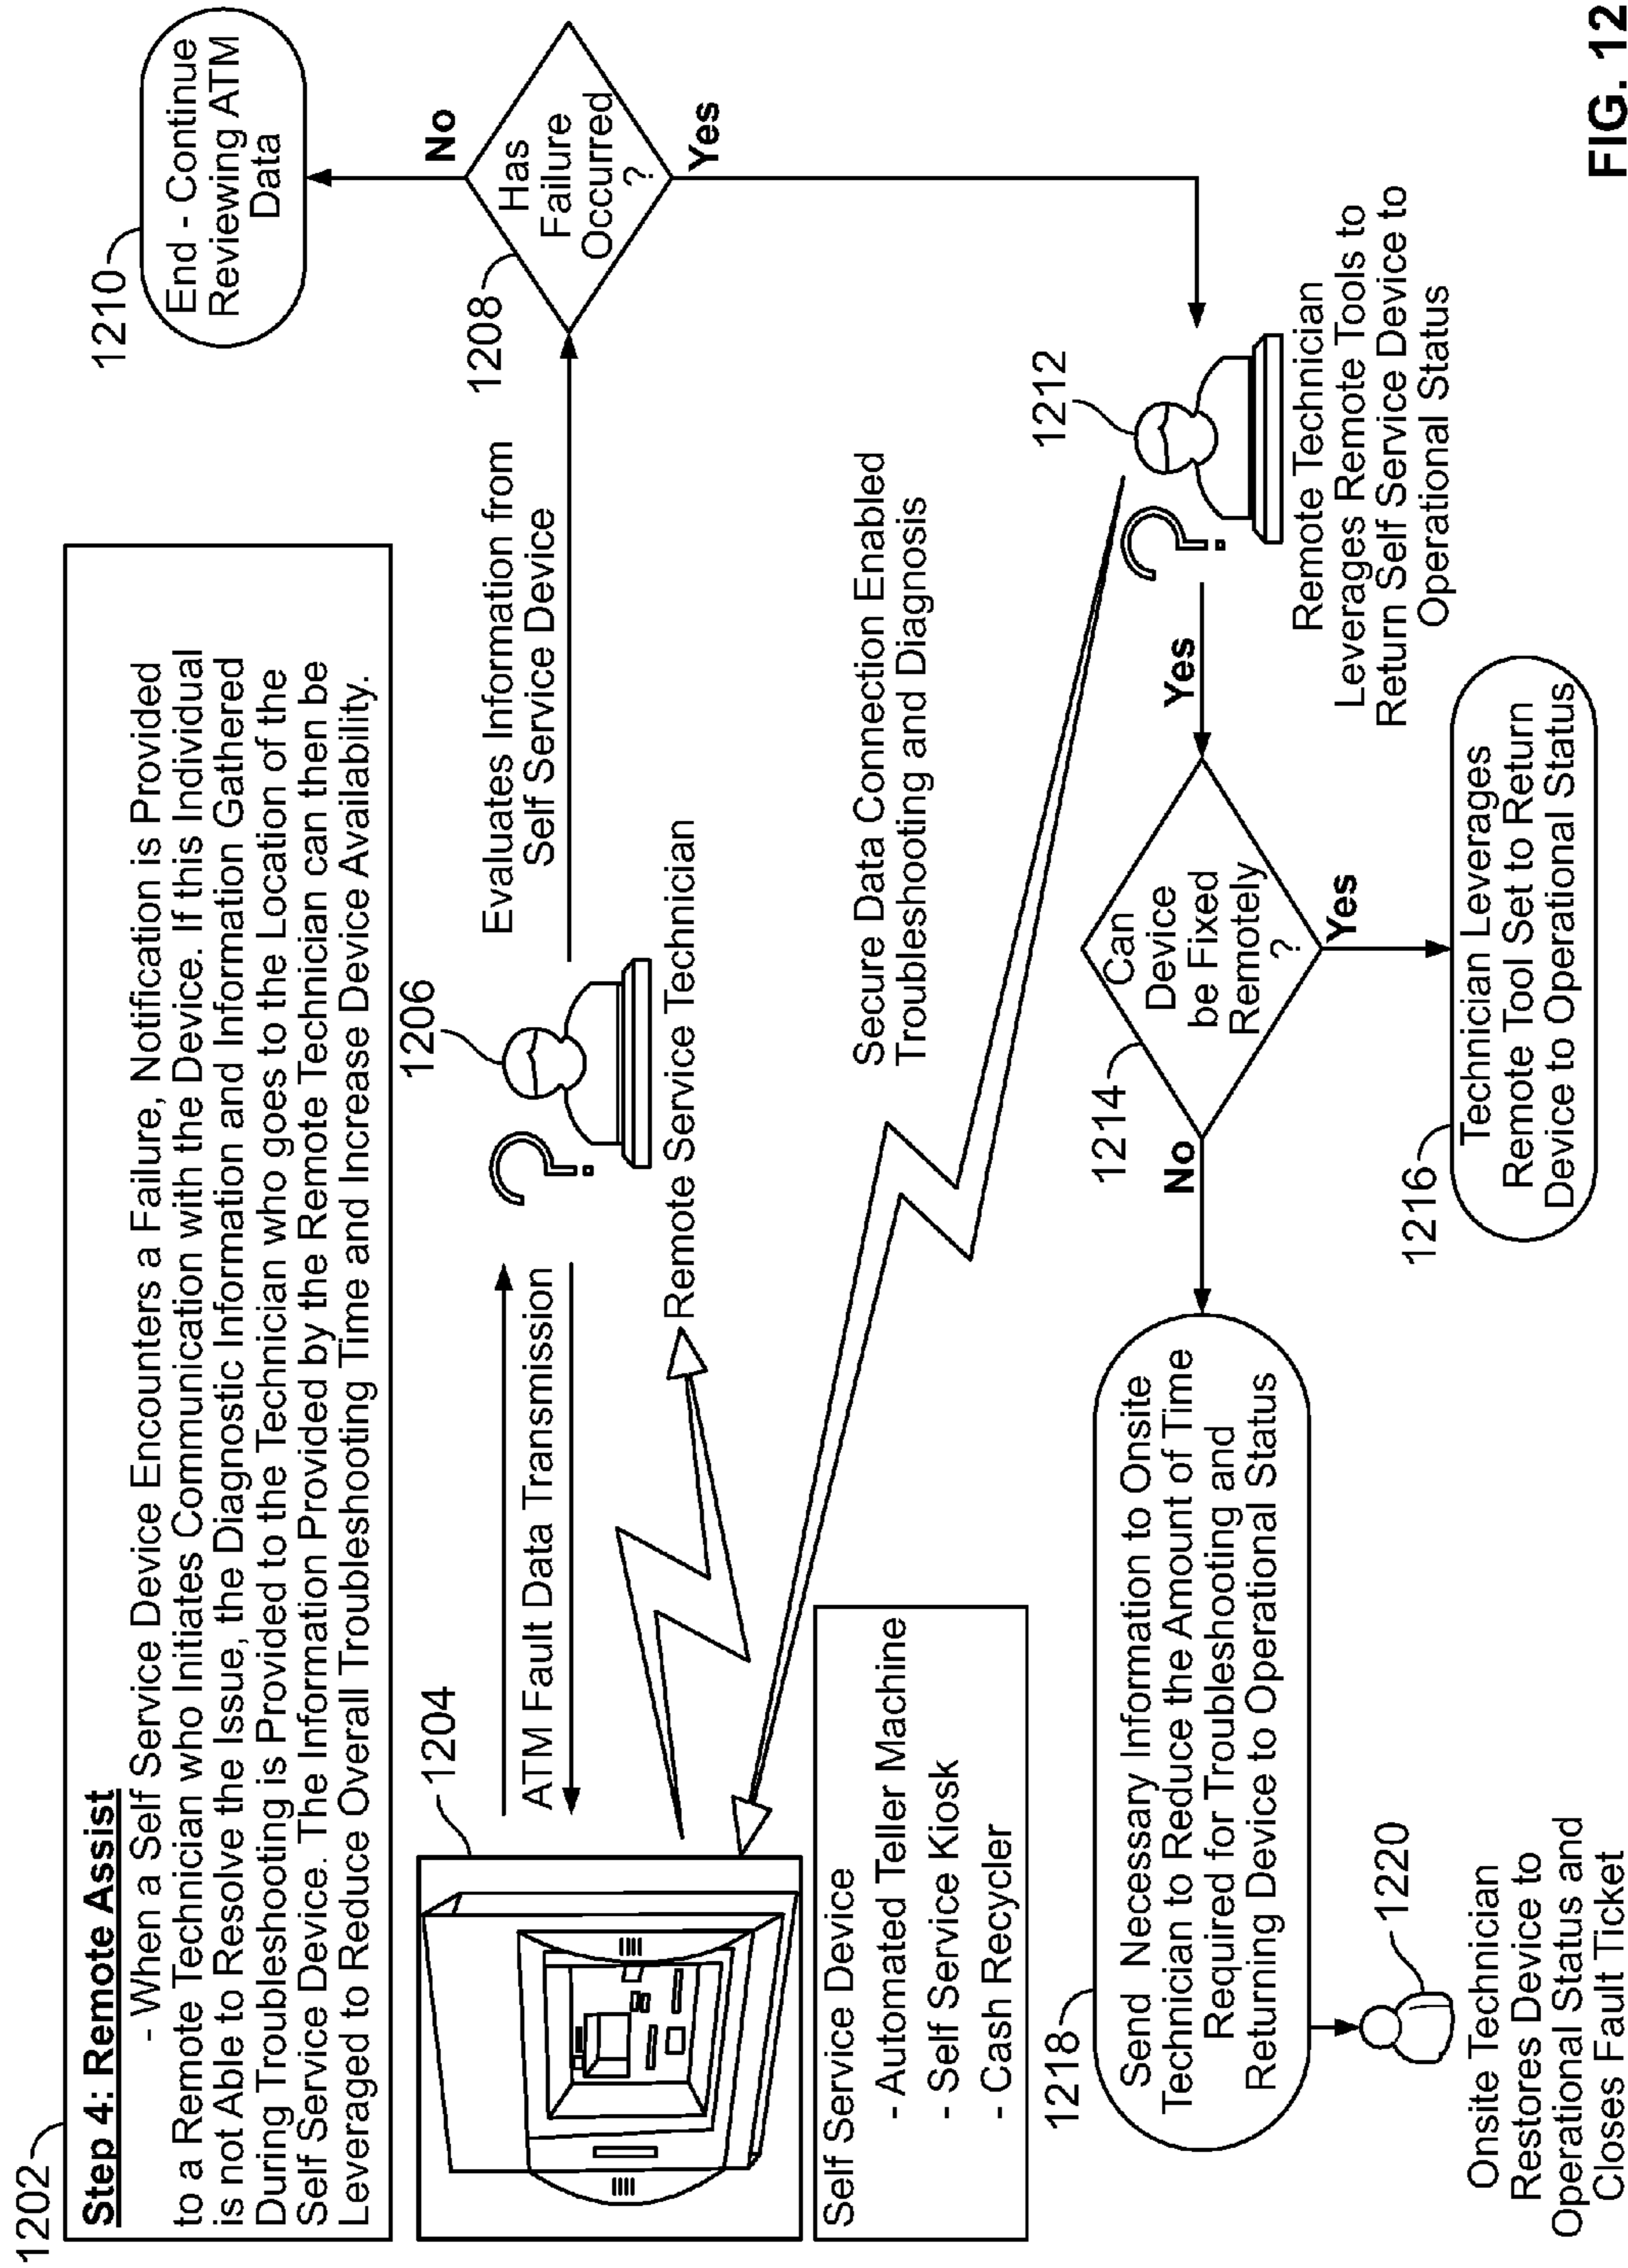 1202
Step 4: Remote Assist
- When a Self Service Device Encounters a Failure, Notification is Provided
to a Remote Technician who Initiates Communication with the Device. If this Individual
is not Able to Resolve the Issue, the Diagnostic Information and Information Gathered
During Troubleshooting is Provided to the Technician who goes to the Location of the
Self Service Device. The Information Provided by the Remote Technician can then be
Leveraged to Reduce Overall Troubleshooting Time and Increase Device Availability.
1204
ATM Fault Data Transmission
1206
Remote Service Technician
Evaluates Information from
Self Service Device
1208
Has
Failure
Occurred
?
No
Yes
1210
End - Continue
Reviewing ATM
Data
Self Service Device
- Automated Teller Machine
- Self Service Kiosk
- Cash Recycler
Secure Data Connection Enabled
Troubleshooting and Diagnosis
1212
Remote Technician
Leverages Remote Tools to
Return Self Service Device to
Operational Status
Yes
1214
Can
Device
be Fixed
Remotely
?
No
Yes
1216
Technician Leverages
Remote Tool Set to Return
Device to Operational Status
1218
Send Necessary Information to Onsite
Technician to Reduce the Amount of Time
Required for Troubleshooting and
Returning Device to Operational Status
1220
Onsite Technician
Restores Device to
Operational Status and
Closes Fault Ticket
FIG. 12